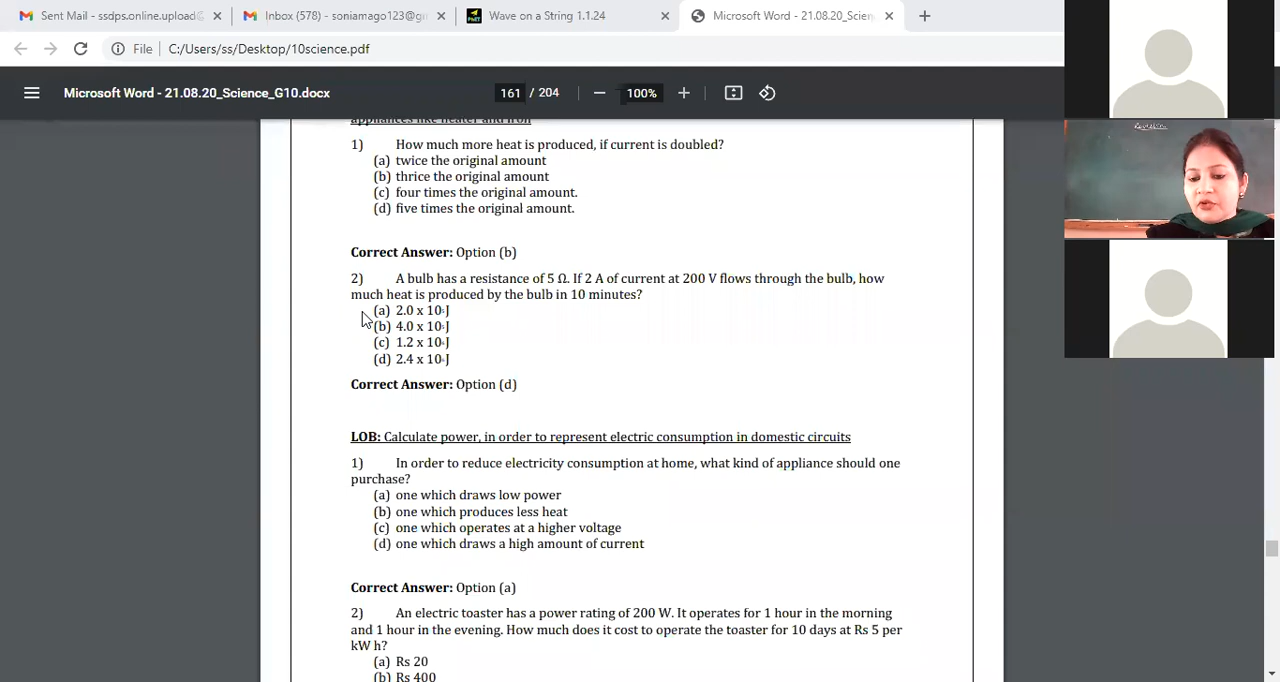 Sent Mail - ssdps.online.upload@
Inbox (578) - soniamago123@gm
Wave on a String 1.1.24
Microsoft Word - 21.08.20_Scien
File
C:/Users/ss/Desktop/10science.pdf
Microsoft Word - 21.08.20_Science_G10.docx
161 / 204
100%
appliances like heater and iron
1) How much more heat is produced, if current is doubled?
(a) twice the original amount
(b) thrice the original amount
(c) four times the original amount.
(d) five times the original amount.
Correct Answer: Option (b)
2) A bulb has a resistance of 5 Ω. If 2 A of current at 200 V flows through the bulb, how
much heat is produced by the bulb in 10 minutes?
(a) 2.0 x 10 J
(b) 4.0 x 10 J
(c) 1.2 x 10 J
(d) 2.4 x 10 J
Correct Answer: Option (d)
LOB: Calculate power, in order to represent electric consumption in domestic circuits
1) In order to reduce electricity consumption at home, what kind of appliance should one
purchase?
(a) one which draws low power
(b) one which produces less heat
(c) one which operates at a higher voltage
(d) one which draws a high amount of current
Correct Answer: Option (a)
2) An electric toaster has a power rating of 200 W. It operates for 1 hour in the morning
and 1 hour in the evening. How much does it cost to operate the toaster for 10 days at Rs 5 per
kW h?
(a) Rs 20
(b) Rs 400